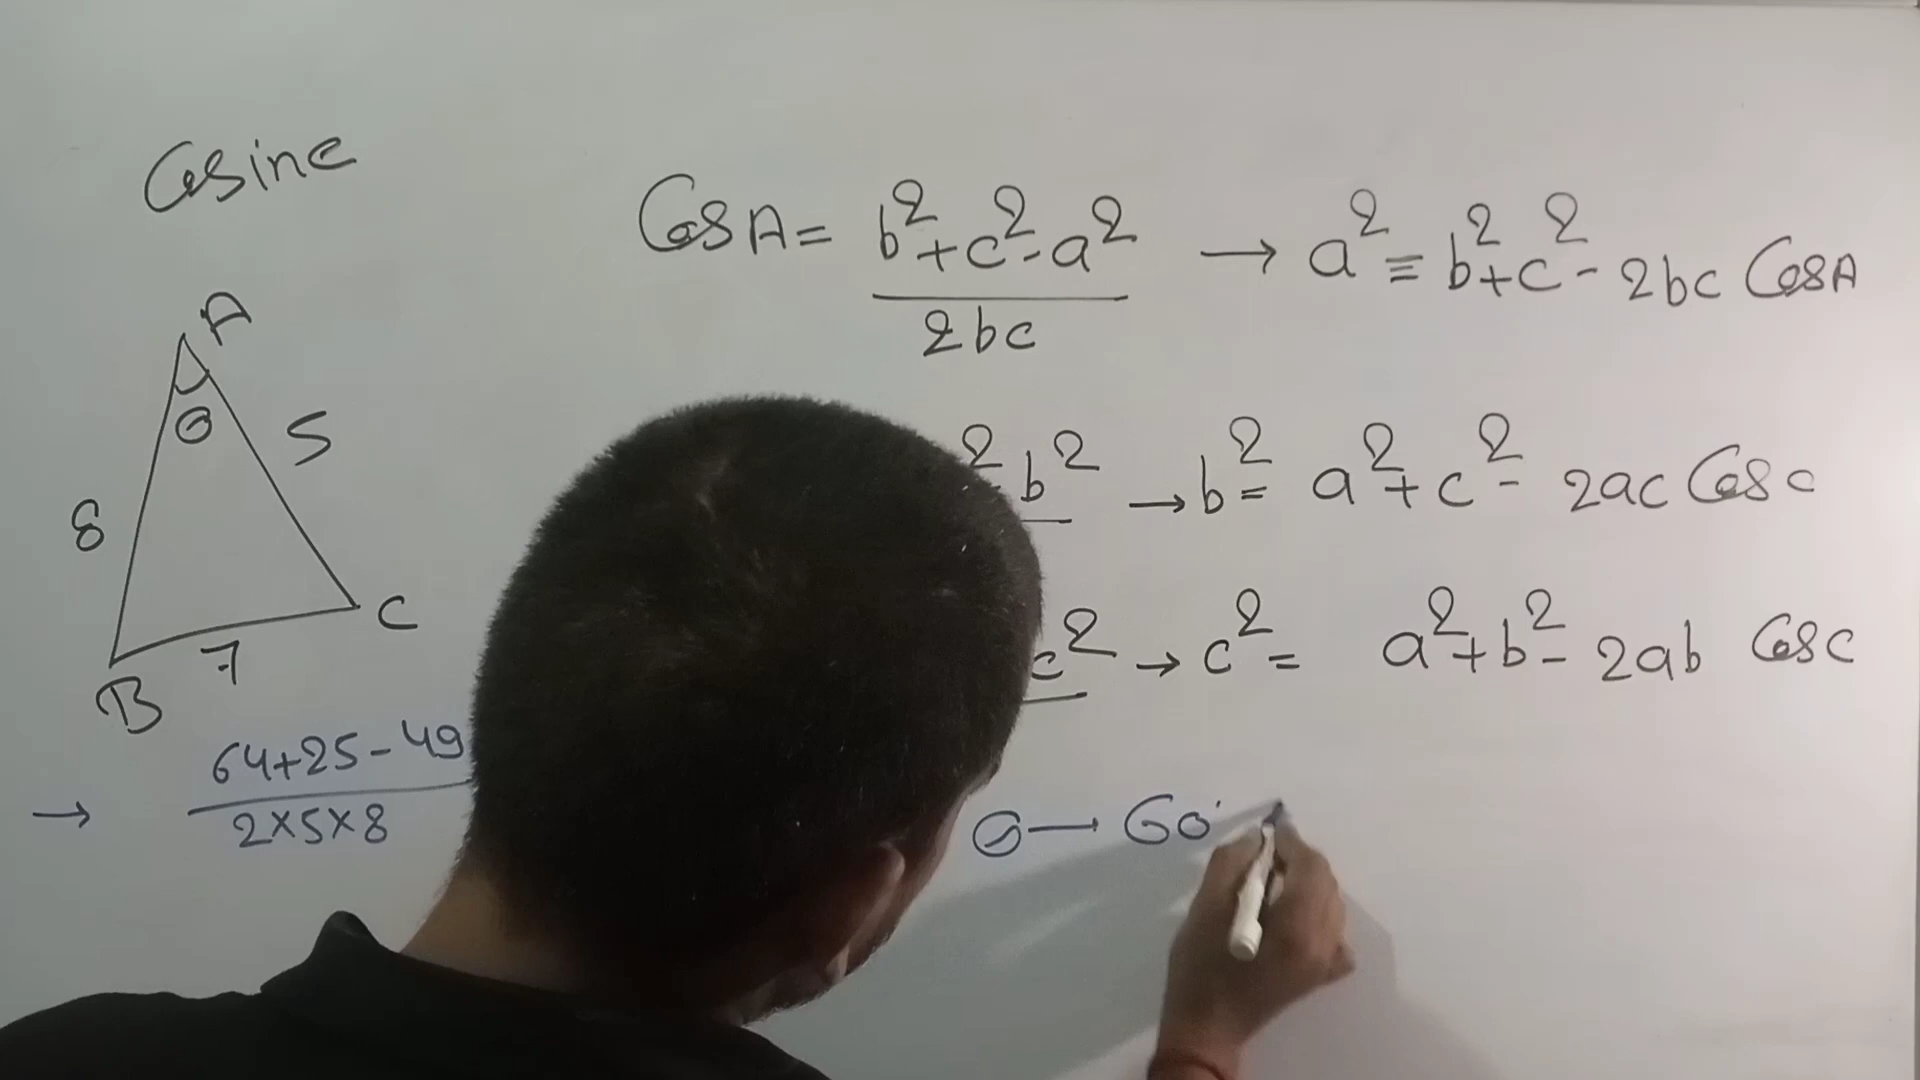 Cosine
Cos A = b²+c²-a² → a² = b²+c²- 2bc Cos A
2bc
A
θ
5
8
²-b² → b² = a²+c²- 2ac Cos c
C
7
c² → c² = a²+b²- 2ab Cos c
B
64+25-49
→ 2×5×8
θ → 60°